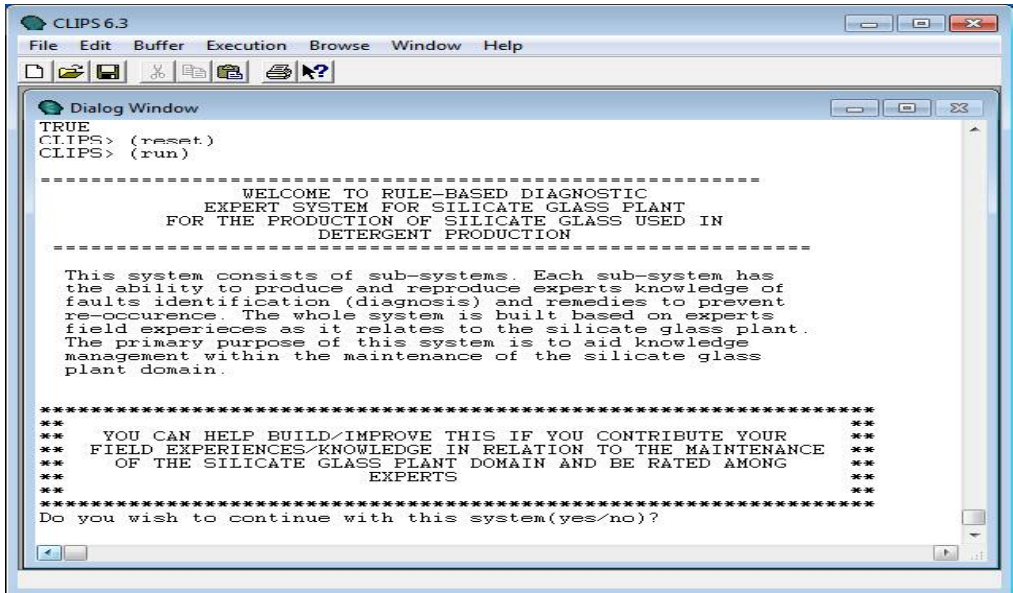 CLIPS 6.3
File Edit Buffer Execution Browse Window Help
Dialog Window
TRUE
CLIPS> (reset)
CLIPS> (run)
=========================================================
WELCOME TO RULE-BASED DIAGNOSTIC
EXPERT SYSTEM FOR SILICATE GLASS PLANT
FOR THE PRODUCTION OF SILICATE GLASS USED IN
DETERGENT PRODUCTION
============================================================
This system consists of sub-systems. Each sub-system has
the ability to produce and reproduce experts knowledge of
faults identification (diagnosis) and remedies to prevent
re-occurence. The whole system is built based on experts
field experieces as it relates to the silicate glass plant.
The primary purpose of this system is to aid knowledge
management within the maintenance of the silicate glass
plant domain.
******************************************************************
** **
** YOU CAN HELP BUILD/IMPROVE THIS IF YOU CONTRIBUTE YOUR **
** FIELD EXPERIENCES/KNOWLEDGE IN RELATION TO THE MAINTENANCE **
** OF THE SILICATE GLASS PLANT DOMAIN AND BE RATED AMONG **
** EXPERTS **
** **
******************************************************************
Do you wish to continue with this system(yes/no)?